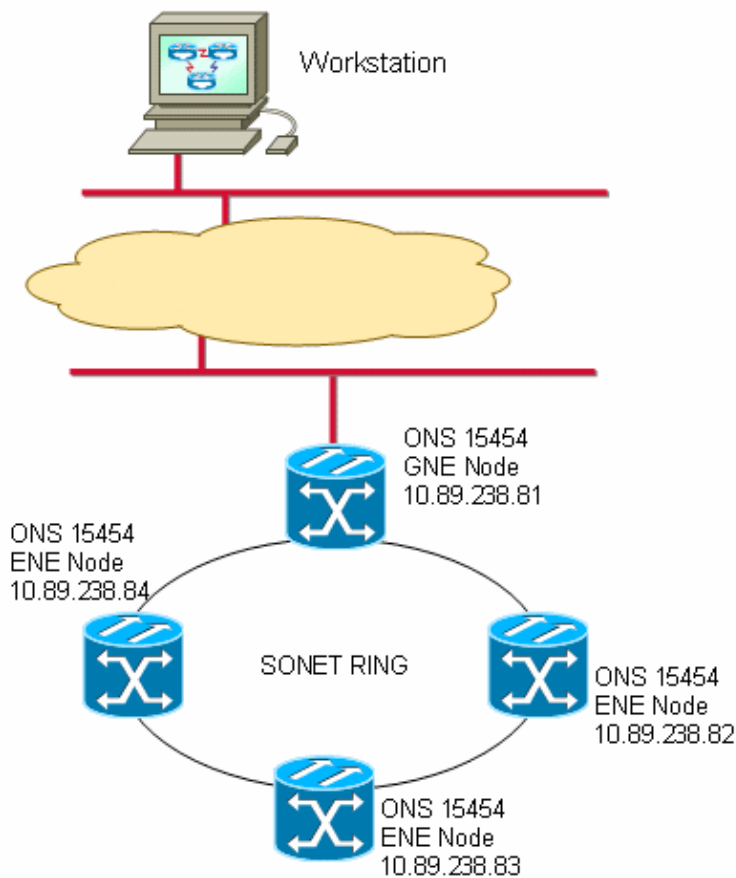 Workstation
ONS 15454
GNE Node
10.89.238.81
ONS 15454
ENE Node
10.89.238.84
SONET RING
ONS 15454
ENE Node
10.89.238.82
ONS 15454
ENE Node
10.89.238.83